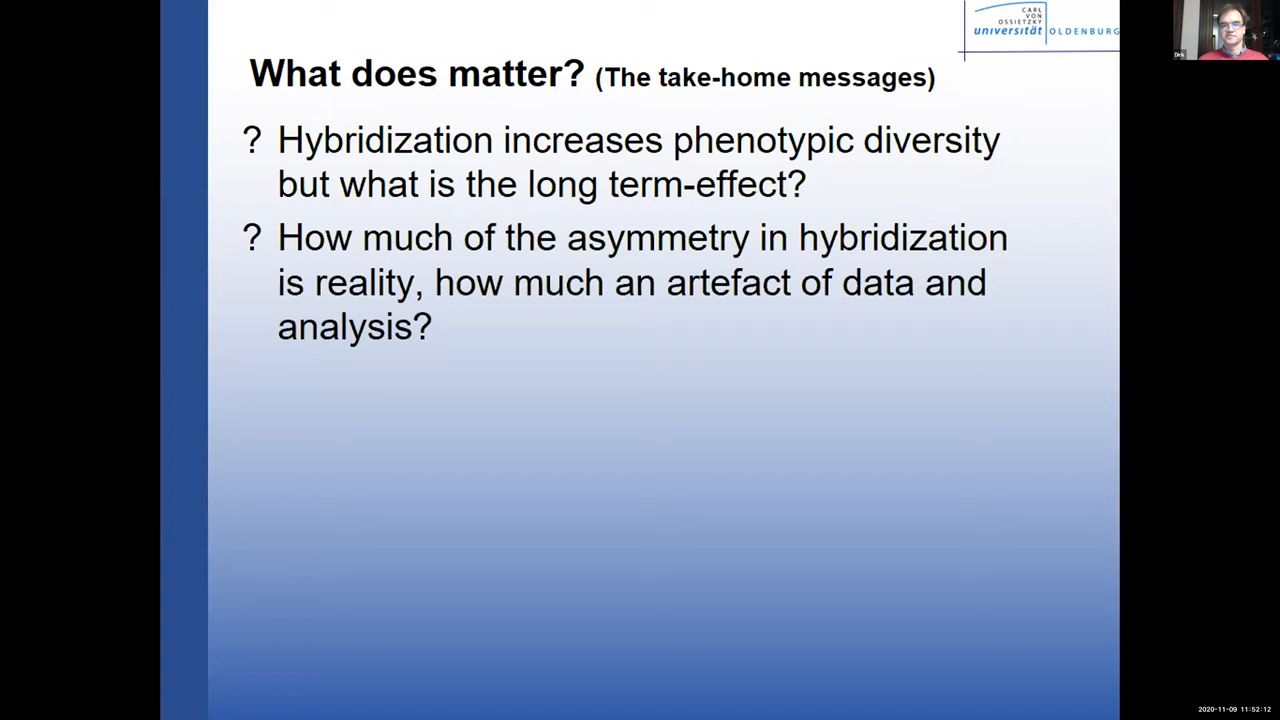 CARL
VON
OSSIETZKY
universität OLDENBURG
Dirk
What does matter? (The take-home messages)
? Hybridization increases phenotypic diversity
but what is the long term-effect?
? How much of the asymmetry in hybridization
is reality, how much an artefact of data and
analysis?
2020-11-09 11:52:12